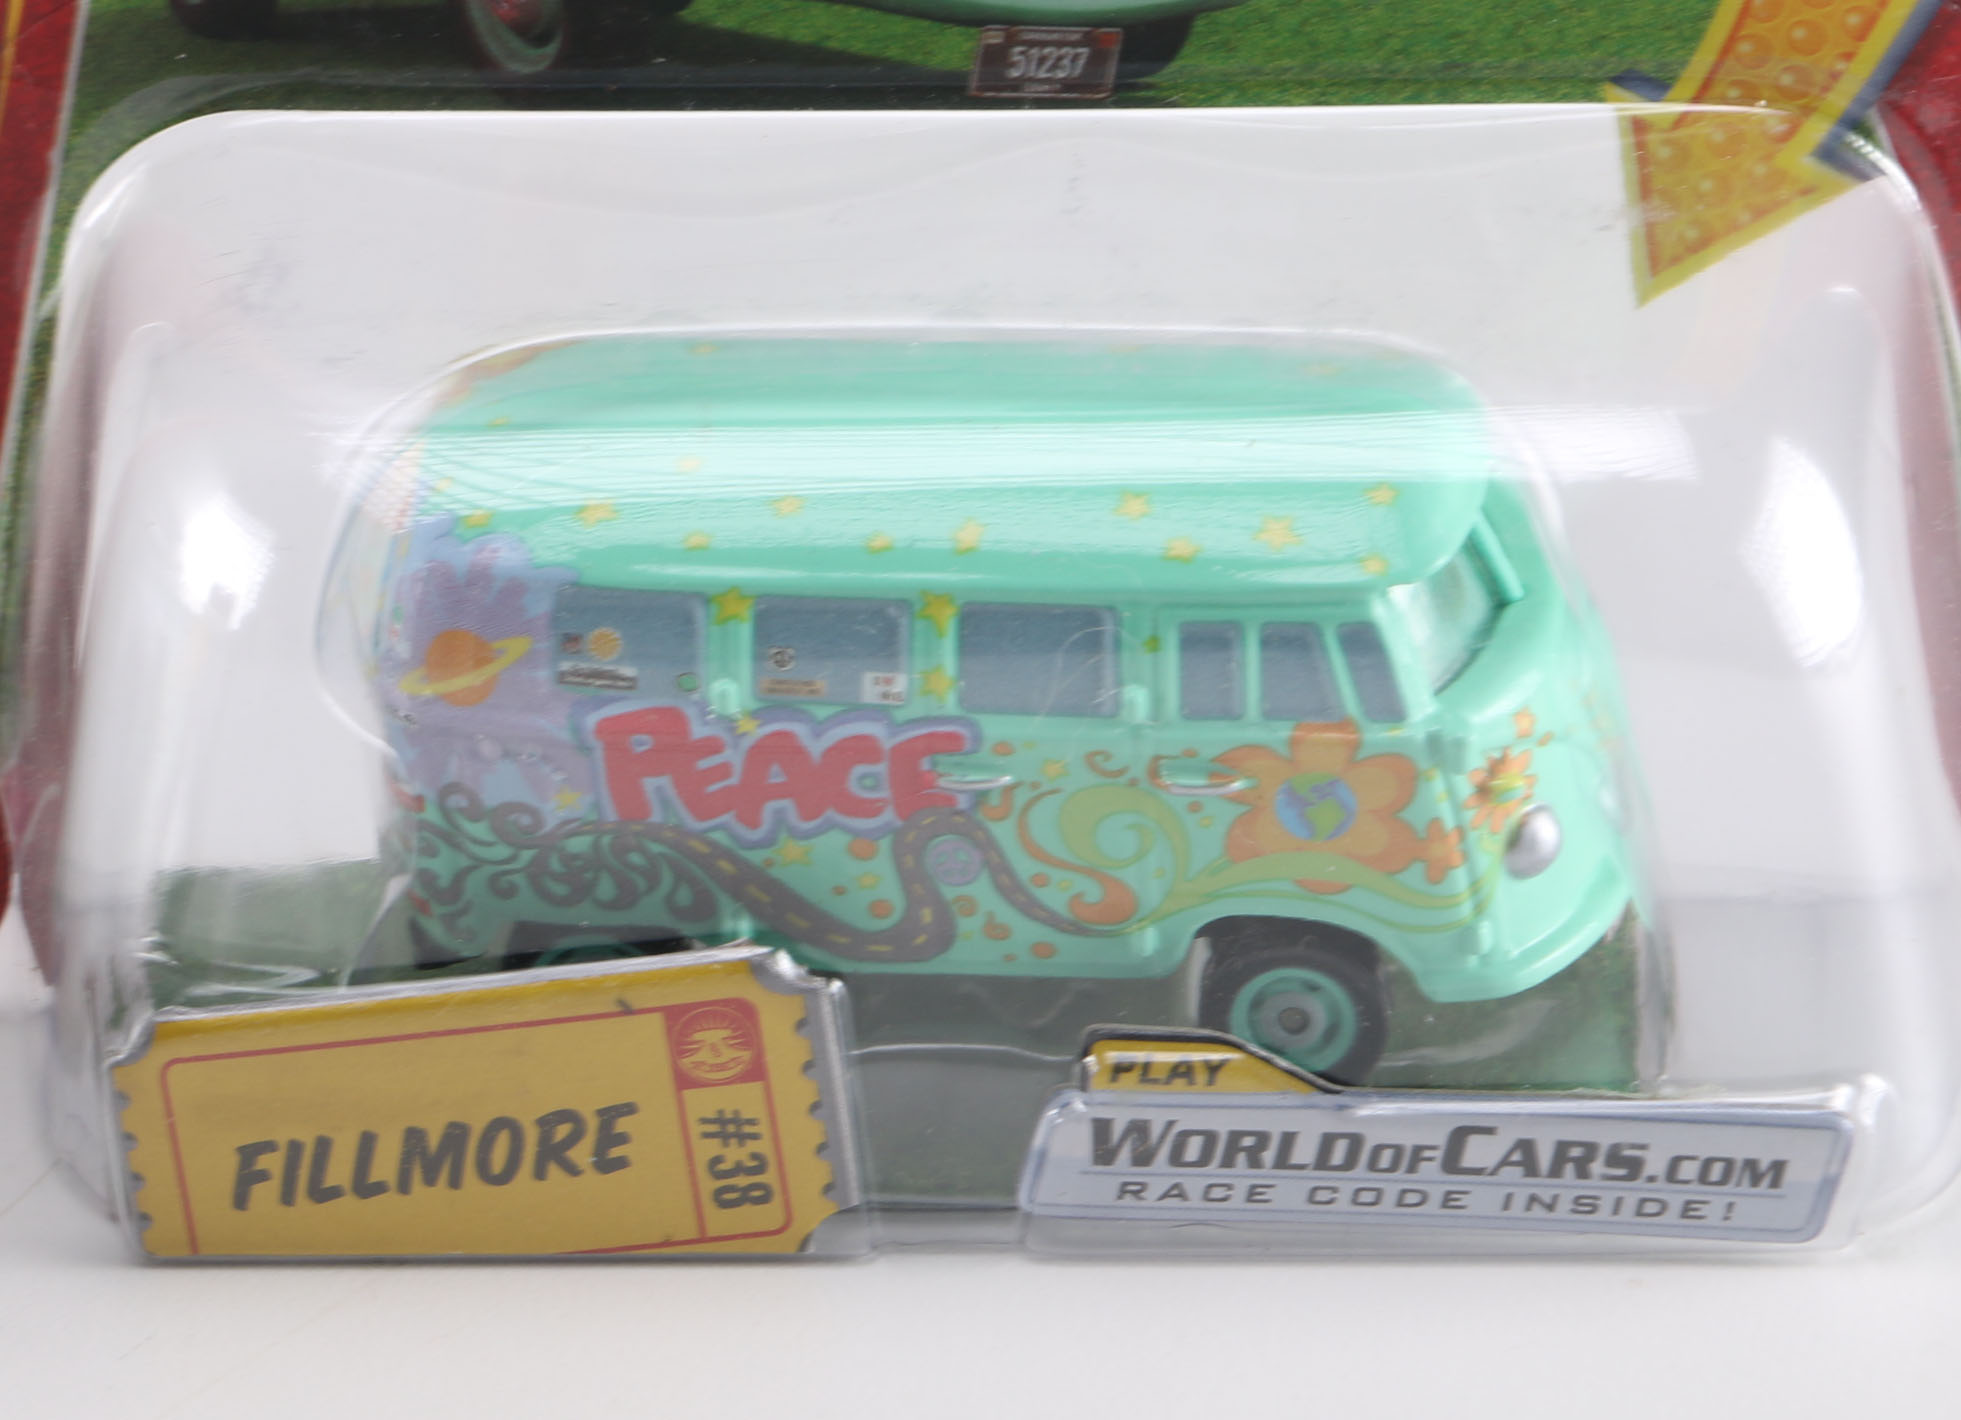 51237
PEACE
FILLMORE
#38
PLAY
WORLDOFCARS.COM
RACE CODE INSIDE!